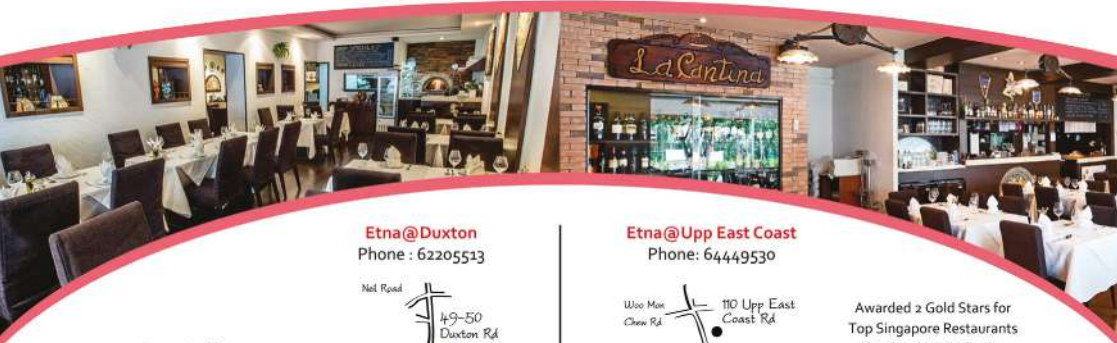 La Cantina
Etna@Duxton
Phone : 62205513
Nel Road
49-50
Duxton Rd
Etna@Upp East Coast
Phone: 64449530
Woo Mon
Chew Rd
110 Upp East
Coast Rd
Awarded 2 Gold Stars for
Top Singapore Restaurants